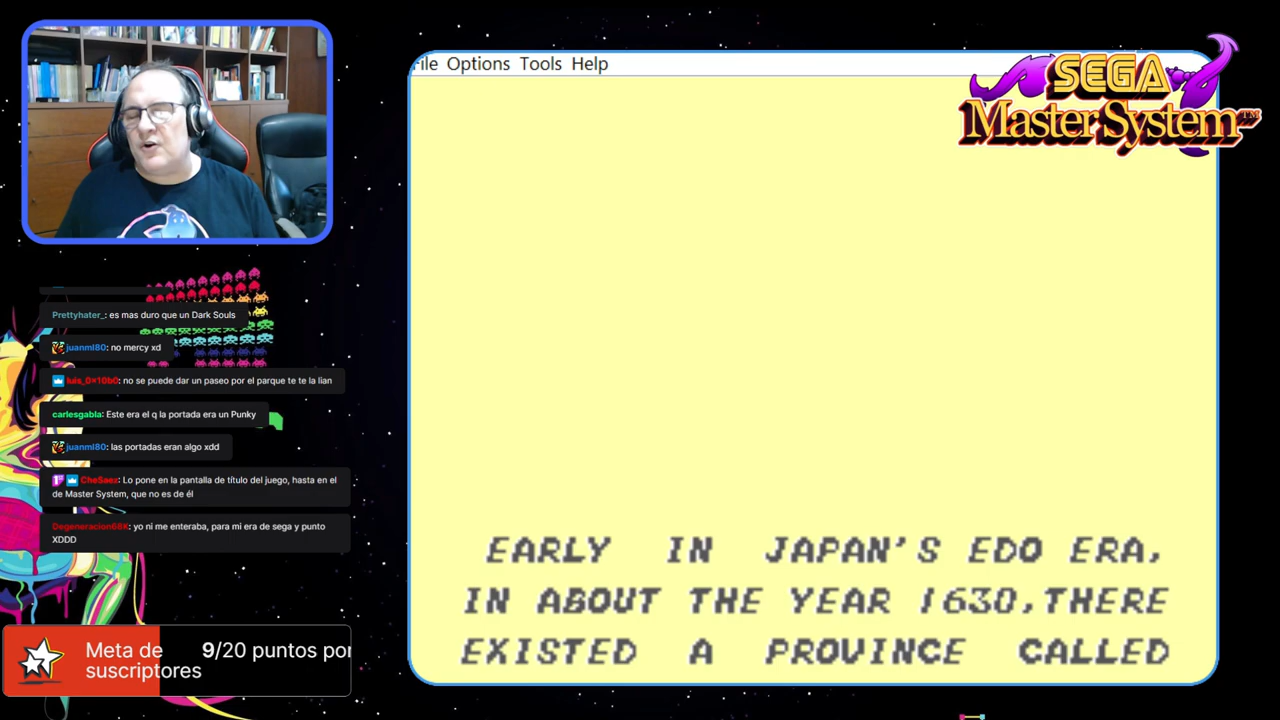 File Options Tools Help
SEGA
Master System™
Prettyhater_: es mas duro que un Dark Souls
juanml80: no mercy xd
luis_0x10b0: no se puede dar un paseo por el parque te te la lian
carlesgabla: Este era el q la portada era un Punky
juanml80: las portadas eran algo xdd
CheSaez: Lo pone en la pantalla de título del juego, hasta en el
de Master System, que no es de él
Degeneracion68K: yo ni me enteraba, para mi era de sega y punto
XDDD
Meta de
suscriptores
9/20 puntos por
EARLY IN JAPAN'S EDO ERA,
IN ABOUT THE YEAR 1630,THERE
EXISTED A PROVINCE CALLED